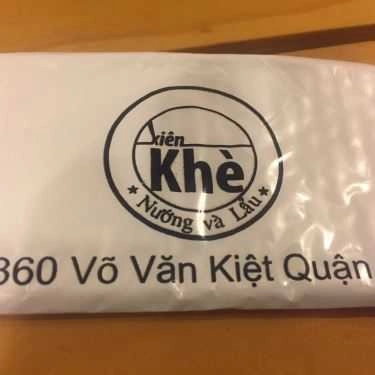 Xiên
Khè
Nướng và Lẩu
360 Võ Văn Kiệt Quận